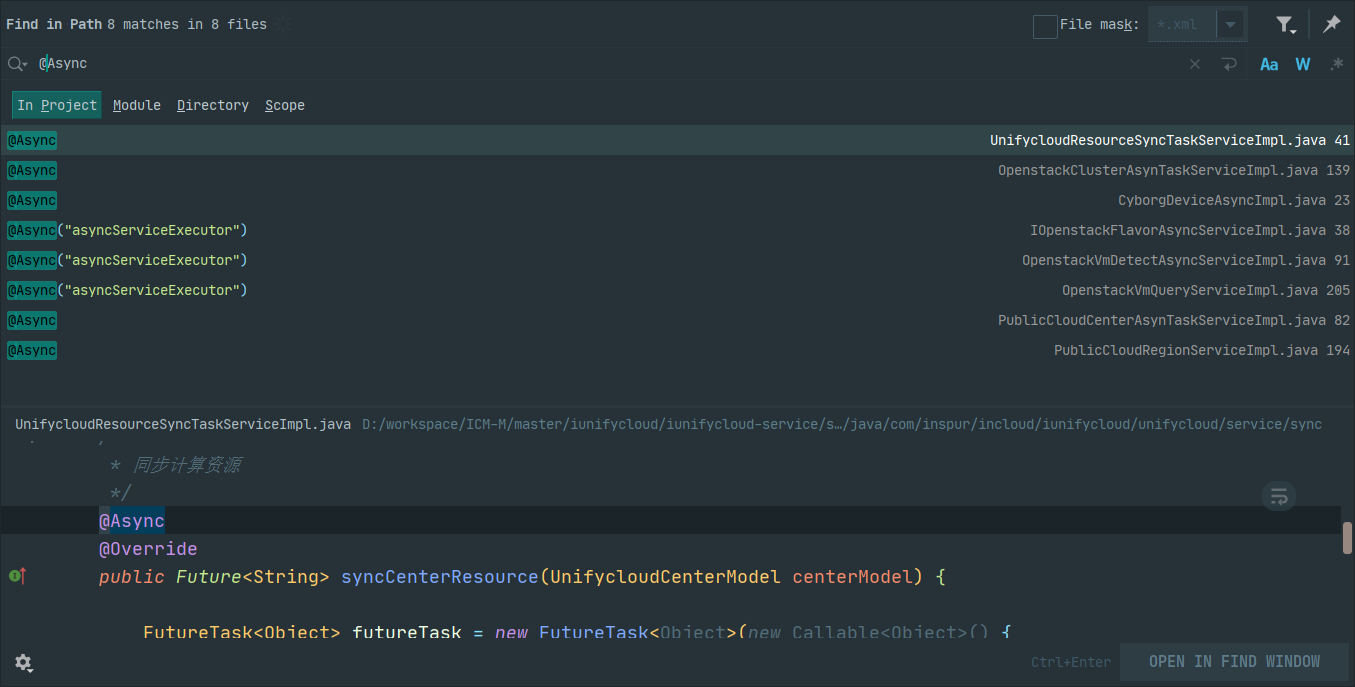 Find in Path 8 matches in 8 files File mask: *.xml
@Async Aa W .*
In Project Module Directory Scope
@Async UnifycloudResourceSyncTaskServiceImpl.java 41
@Async OpenstackClusterAsynTaskServiceImpl.java 139
@Async CyborgDeviceAsyncImpl.java 23
@Async("asyncServiceExecutor") IOpenstackFlavorAsyncServiceImpl.java 38
@Async("asyncServiceExecutor") OpenstackVmDetectAsyncServiceImpl.java 91
@Async("asyncServiceExecutor") OpenstackVmQueryServiceImpl.java 205
@Async PublicCloudCenterAsynTaskServiceImpl.java 82
@Async PublicCloudRegionServiceImpl.java 194
UnifycloudResourceSyncTaskServiceImpl.java D:/workspace/ICM-M/master/iunifycloud/iunifycloud-service/s…/java/com/inspur/incloud/iunifycloud/unifycloud/service/sync
* 同步计算资源
*/
@Async
@Override
public Future<String> syncCenterResource(UnifycloudCenterModel centerModel) {
FutureTask<Object> futureTask = new FutureTask<Object>(new Callable<Object>() {
Ctrl+Enter OPEN IN FIND WINDOW